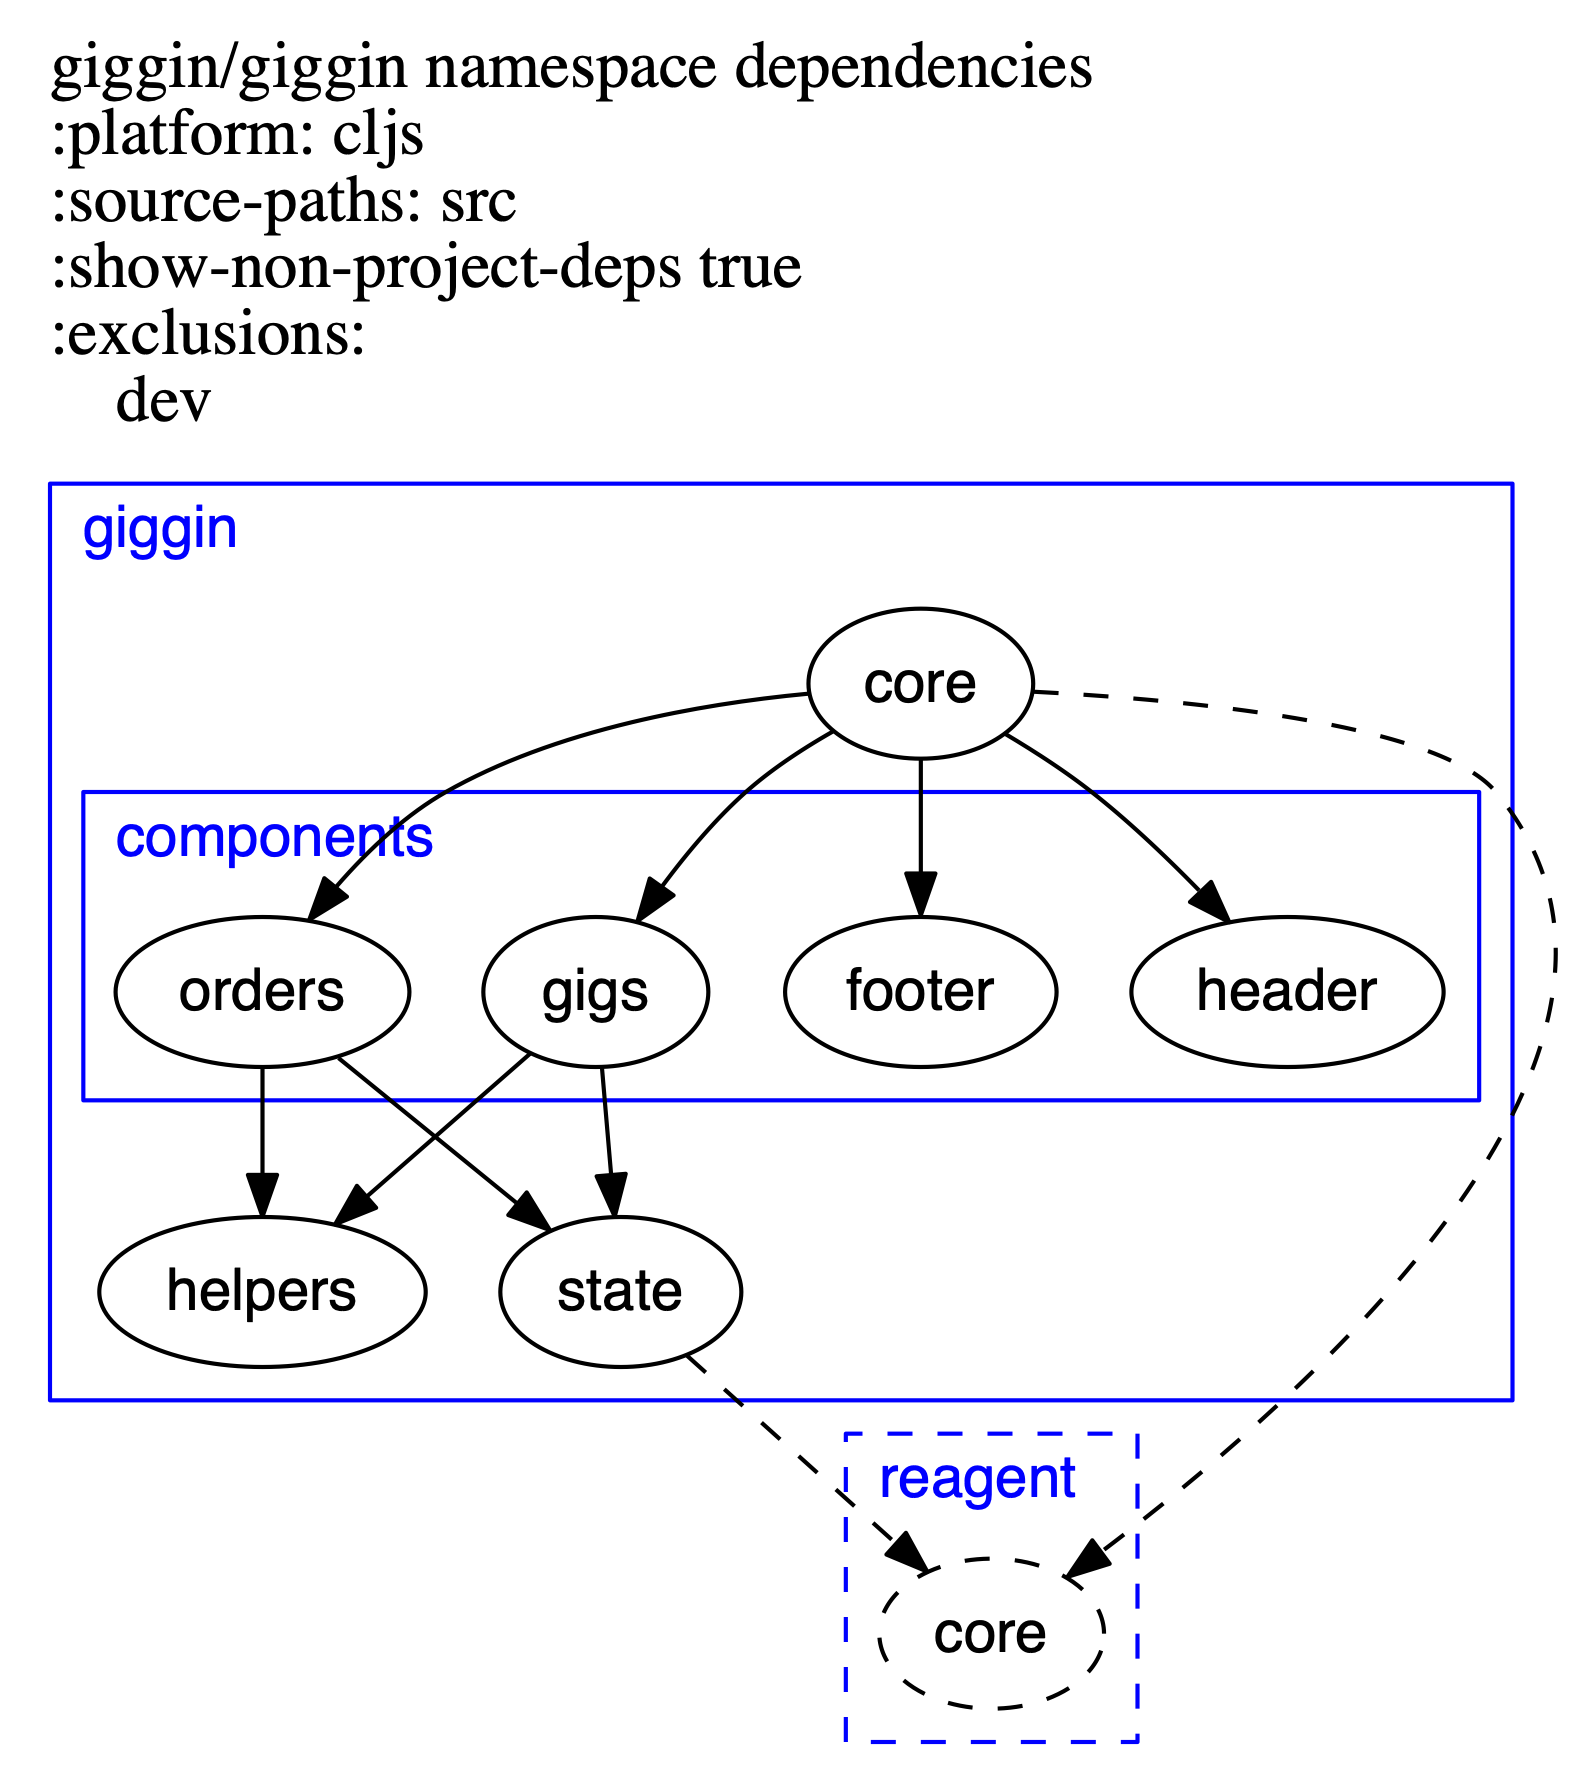 giggin/giggin namespace dependencies
:platform: cljs
:source-paths: src
:show-non-project-deps true
:exclusions:
dev
giggin
core
components
orders
gigs
footer
header
helpers
state
reagent
core